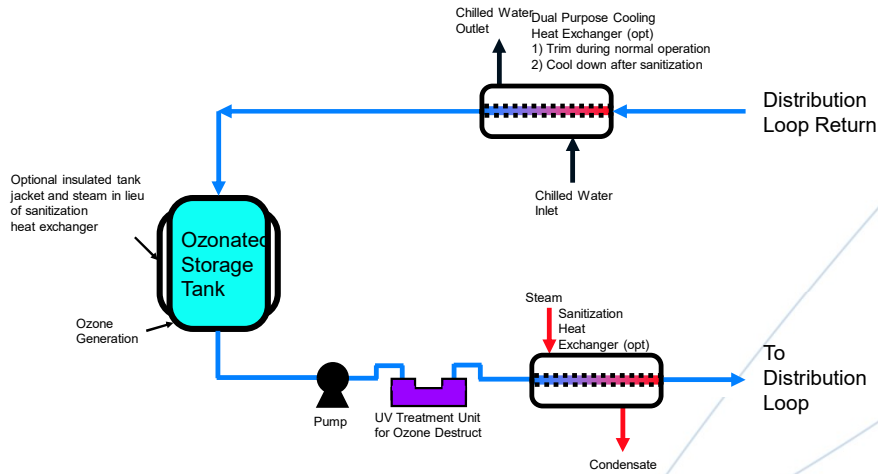 Chilled Water
Outlet
Dual Purpose Cooling
Heat Exchanger (opt)
1) Trim during normal operation
2) Cool down after sanitization
Distribution
Loop Return
Chilled Water
Inlet
Optional insulated tank
jacket and steam in lieu
of sanitization
heat exchanger
Ozonated
Storage
Tank
Ozone
Generation
Pump
UV Treatment Unit
for Ozone Destruct
Steam
Sanitization
Heat
Exchanger (opt)
Condensate
To
Distribution
Loop